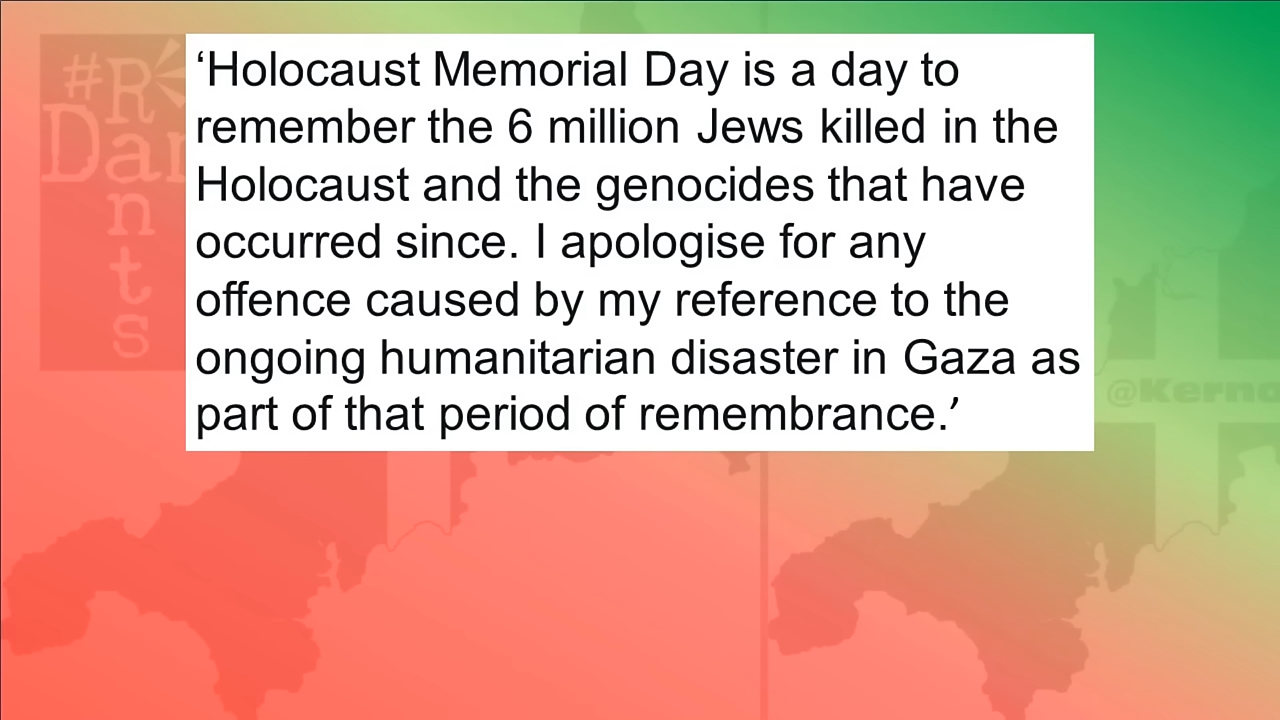 ‘Holocaust Memorial Day is a day to
remember the 6 million Jews killed in the
Holocaust and the genocides that have
occurred since. I apologise for any
offence caused by my reference to the
ongoing humanitarian disaster in Gaza as
part of that period of remembrance.’
#R
Dar
n
t
s